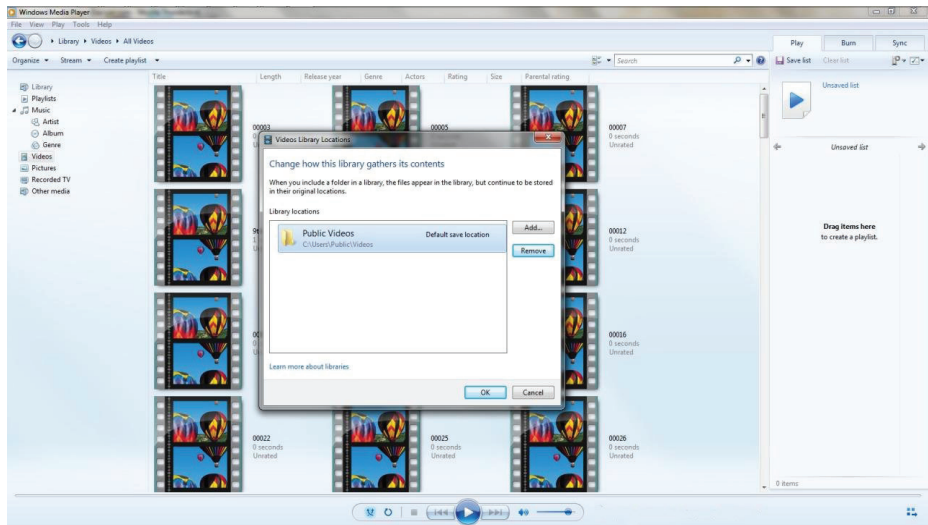 Windows Media Player
File View Play Tools Help
Library Videos All Videos
Play Burn Sync
Organize Stream Create playlist
Search
Save list Clear list
Title Length Release year Genre Actors Rating Size Parental rating
Library
Playlists
Music
Artist
Album
Genre
Videos
Pictures
Recorded TV
Other media
00003
00005
00007
0 seconds
Unrated
Videos Library Locations
Change how this library gathers its contents
When you include a folder in a library, the files appear in the library, but continue to be stored
in their original locations.
Library locations
Public Videos
C:\Users\Public\Videos
Default save location
Add...
Remove
Learn more about libraries
OK Cancel
00012
0 seconds
Unrated
00016
0 seconds
Unrated
00022
0 seconds
Unrated
00025
0 seconds
Unrated
00026
0 seconds
Unrated
Unsaved list
Unsaved list
Drag items here
to create a playlist.
0 items